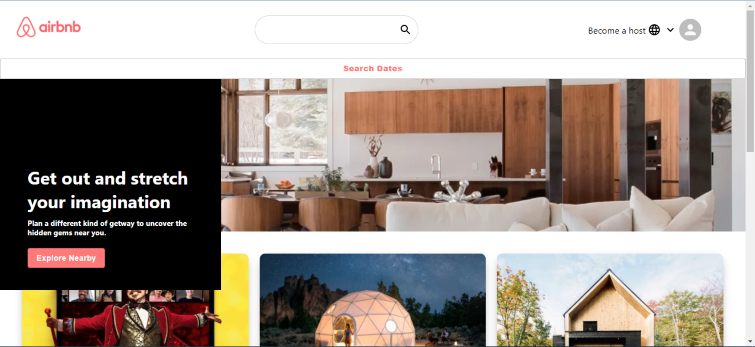 airbnb
Become a host
Search Dates
Get out and stretch
your imagination
Plan a different kind of getway to uncover the
hidden gems near you.
Explore Nearby